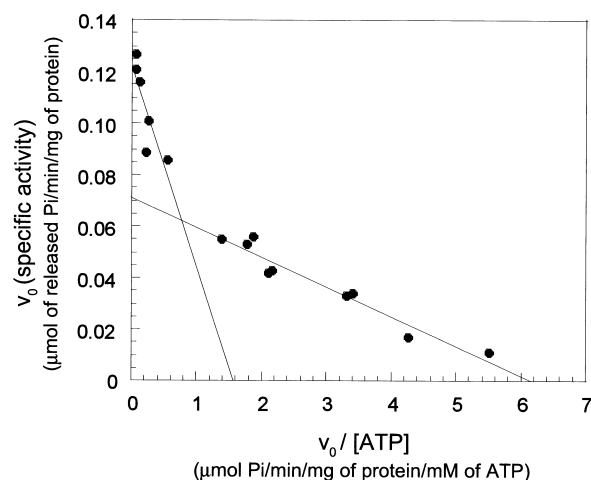 v₀ (specific activity)
(μmol of released Pi/min/mg of protein)
0.14
0.12
0.10
0.08
0.06
0.04
0.02
0
0 1 2 3 4 5 6 7
v₀ / [ATP]
(μmol Pi/min/mg of protein/mM of ATP)